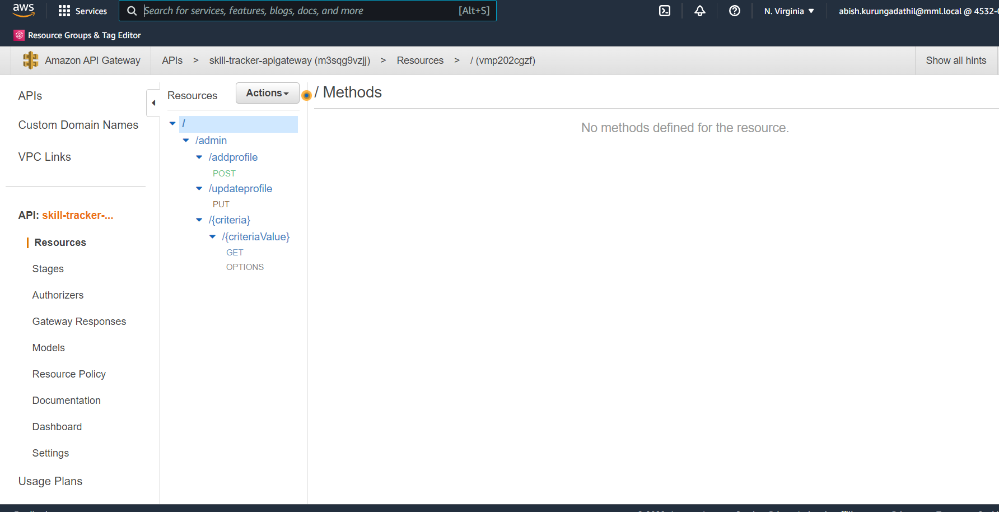 aws
Services
Search for services, features, blogs, docs, and more
[Alt+S]
N. Virginia ▼
abish.kurungadathil@mml.local @ 4532-
Resource Groups & Tag Editor
Amazon API Gateway
APIs > skill-tracker-apigateway (m3sqg9vzjj) > Resources > / (vmp202cgzf)
Show all hints
APIs
Custom Domain Names
VPC Links
API: skill-tracker-...
Resources
Stages
Authorizers
Gateway Responses
Models
Resource Policy
Documentation
Dashboard
Settings
Usage Plans
Resources
Actions
/
/admin
/addprofile
POST
/updateprofile
PUT
/{criteria}
/{criteriaValue}
GET
OPTIONS
/ Methods
No methods defined for the resource.